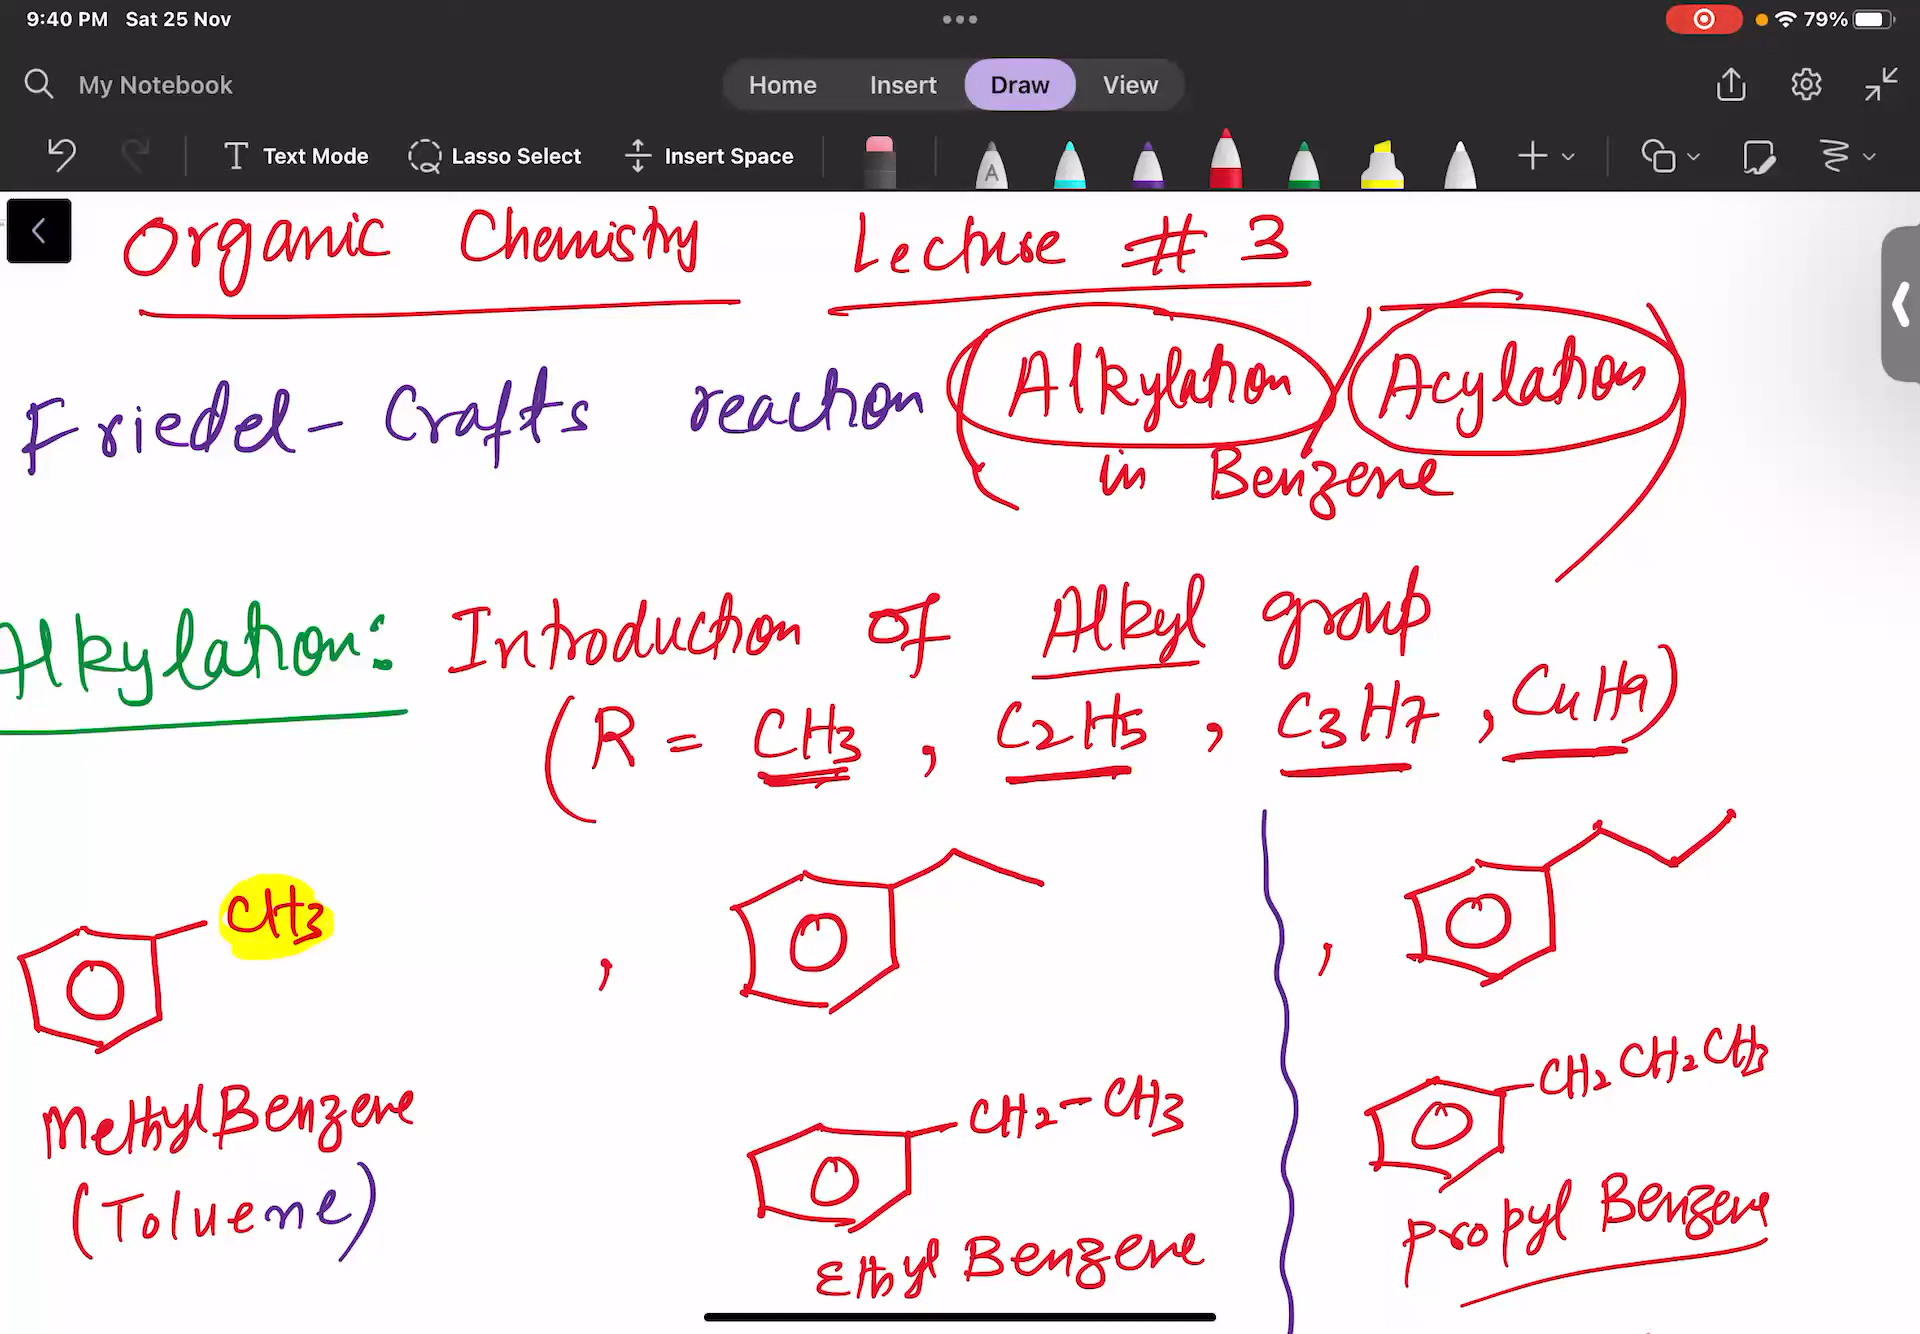 9:40 PM Sat 25 Nov
79%
My Notebook
Home Insert Draw View
Text Mode Lasso Select Insert Space
A
Organic Chemistry Lecture # 3
Friedel-Crafts reaction (Alkylation / Acylation)
in Benzene
Alkylation: Introduction of Alkyl group
(R = CH3, C2H5, C3H7, C4H9)
CH3
, ,
CH2CH2CH3
CH2-CH3
Methyl Benzene
(Toluene)
Propyl Benzene
Ethyl Benzene